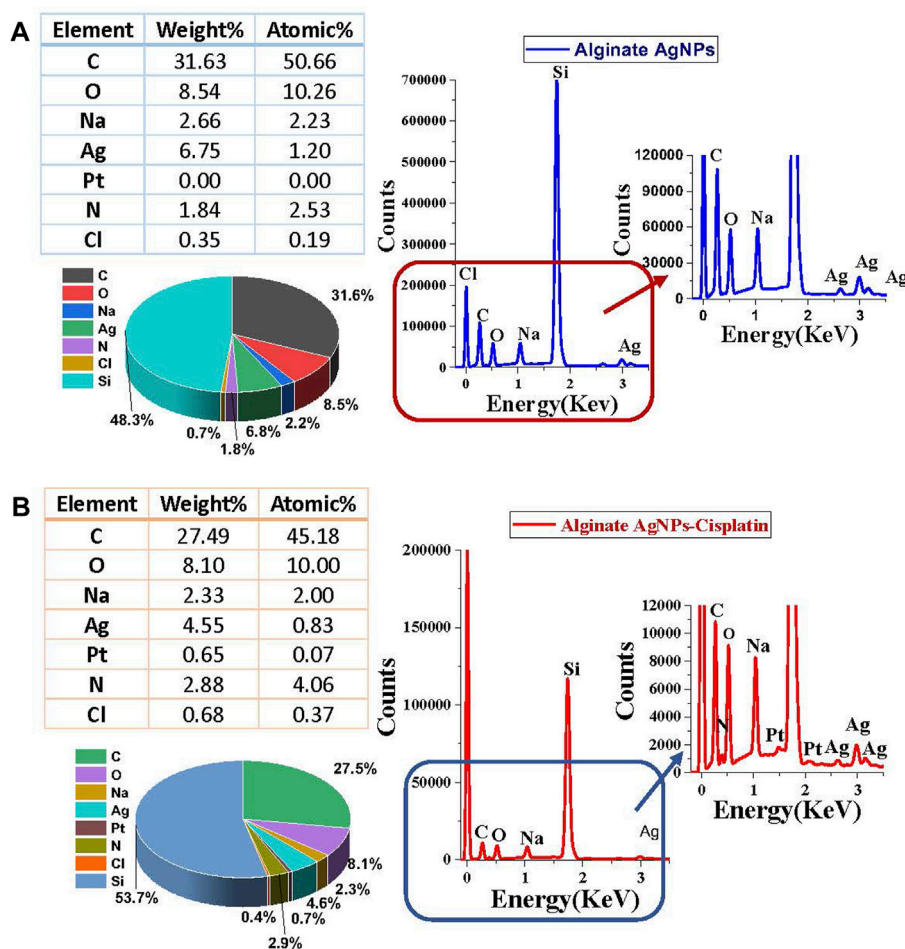 A
Element Weight% Atomic%
C 31.63 50.66
O 8.54 10.26
Na 2.66 2.23
Ag 6.75 1.20
Pt 0.00 0.00
N 1.84 2.53
Cl 0.35 0.19
C
O
Na
Ag
N
Cl
Si
31.6%
8.5%
2.2%
6.8%
1.8%
0.7%
48.3%
Alginate AgNPs
Si
700000
600000
500000
400000
300000
200000
100000
0
Counts
Cl
C
O
Na
Ag
0 1 2 3
Energy(Kev)
120000
90000
60000
30000
0
Counts
C
O
Na
Ag
Ag
Ag
0 1 2 3
Energy(KeV)
B
Element Weight% Atomic%
C 27.49 45.18
O 8.10 10.00
Na 2.33 2.00
Ag 4.55 0.83
Pt 0.65 0.07
N 2.88 4.06
Cl 0.68 0.37
C
O
Na
Ag
Pt
N
Cl
Si
27.5%
8.1%
2.3%
4.6%
0.7%
2.9%
0.4%
53.7%
Alginate AgNPs-Cisplatin
200000
150000
100000
50000
0
Counts
C
O
Na
Si
Ag
0 1 2 3
Energy(KeV)
12000
10000
8000
6000
4000
2000
0
Counts
C
N
O
Na
Pt
Pt
Ag
Ag
Ag
0 1 2 3
Energy(KeV)